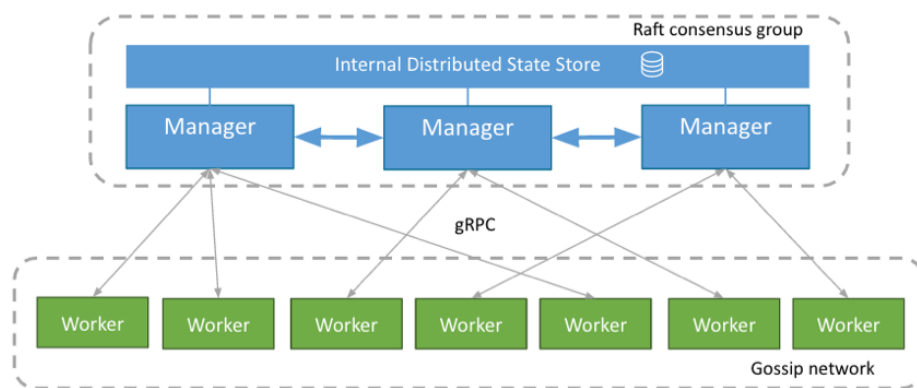 Raft consensus group
Internal Distributed State Store
Manager
Manager
Manager
gRPC
Worker
Worker
Worker
Worker
Worker
Worker
Worker
Gossip network